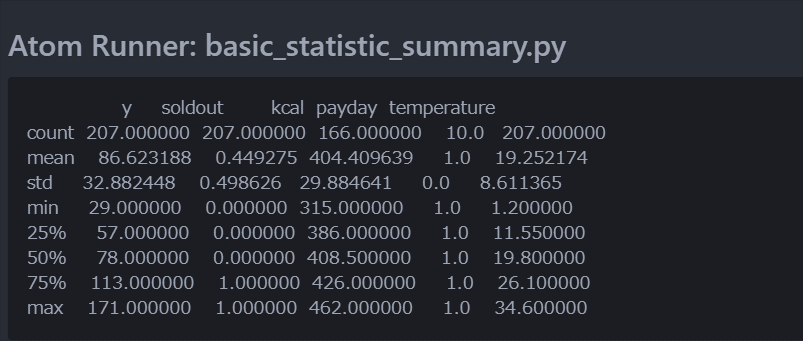 Atom Runner: basic_statistic_summary.py
y soldout kcal payday temperature
count 207.000000 207.000000 166.000000 10.0 207.000000
mean 86.623188 0.449275 404.409639 1.0 19.252174
std 32.882448 0.498626 29.884641 0.0 8.611365
min 29.000000 0.000000 315.000000 1.0 1.200000
25% 57.000000 0.000000 386.000000 1.0 11.550000
50% 78.000000 0.000000 408.500000 1.0 19.800000
75% 113.000000 1.000000 426.000000 1.0 26.100000
max 171.000000 1.000000 462.000000 1.0 34.600000